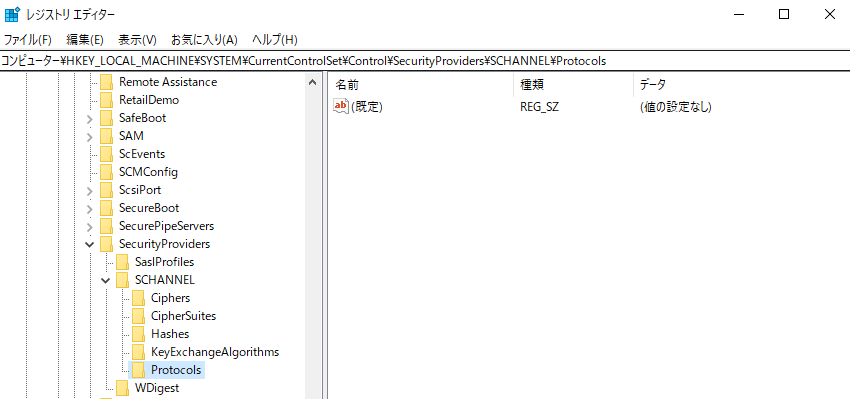 レジストリ エディター
ファイル(F) 編集(E) 表示(V) お気に入り(A) ヘルプ(H)
コンピューター¥HKEY_LOCAL_MACHINE¥SYSTEM¥CurrentControlSet¥Control¥SecurityProviders¥SCHANNEL¥Protocols
Remote Assistance
RetailDemo
SafeBoot
SAM
ScEvents
SCMConfig
ScsiPort
SecureBoot
SecurePipeServers
SecurityProviders
SaslProfiles
SCHANNEL
Ciphers
CipherSuites
Hashes
KeyExchangeAlgorithms
Protocols
WDigest
名前 種類 データ
ab (既定) REG_SZ (値の設定なし)